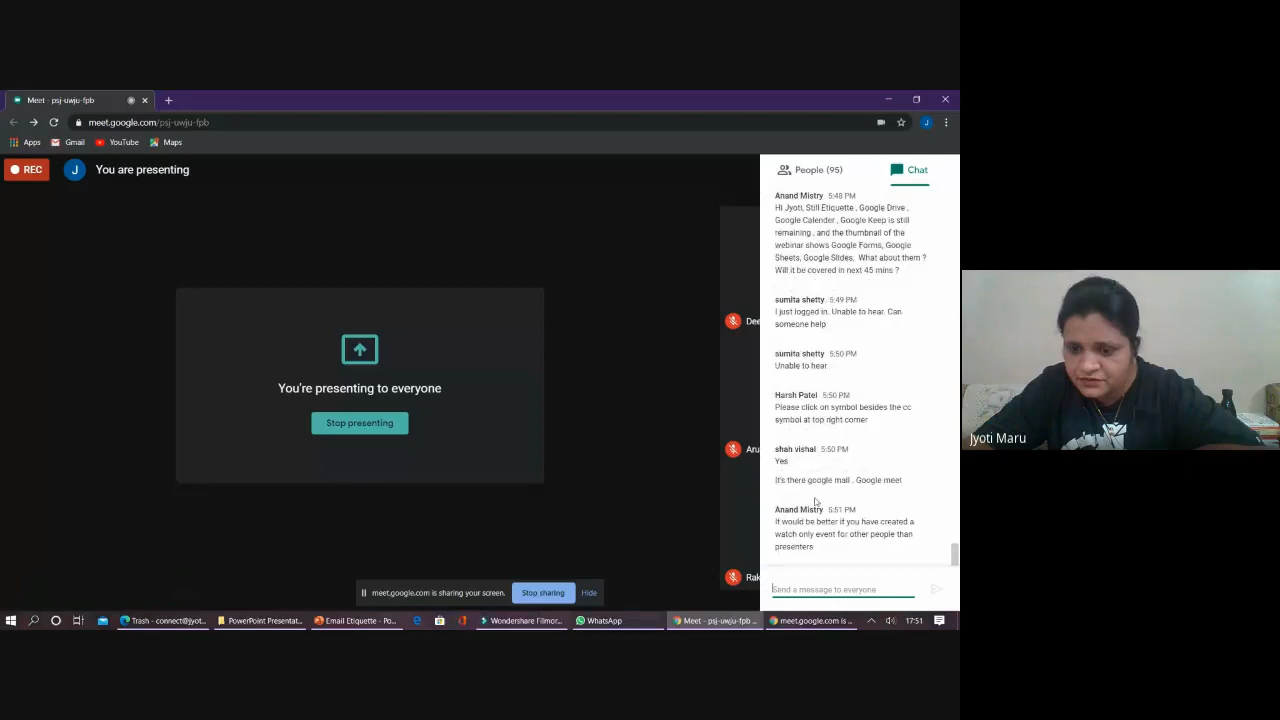 Meet - psj-uwju-fpb
meet.google.com/psj-uwju-fpb
J
Apps Gmail YouTube Maps
REC
J
You are presenting
People (95) Chat
Anand Mistry 5:48 PM
Hi Jyoti, Still Etiquette , Google Drive ,
Google Calender , Google Keep is still
remaining , and the thumbnail of the
webinar shows Google Forms, Google
Sheets, Google Slides, What about them ?
Will it be covered in next 45 mins ?
sumita shetty 5:49 PM
I just logged in. Unable to hear. Can
someone help
Dee
sumita shetty 5:50 PM
Unable to hear
You're presenting to everyone
Stop presenting
Harsh Patel 5:50 PM
Please click on symbol besides the cc
symbol at top right corner
Jyoti Maru
Aru
shah vishal 5:50 PM
Yes
It's there google mail . Google meet
Anand Mistry 5:51 PM
It would be better if you have created a
watch only event for other people than
presenters
Rak
meet.google.com is sharing your screen. Stop sharing Hide
Send a message to everyone
Trash - connect@jyot...
PowerPoint Presentat...
Email Etiquette - Po...
Wondershare Filmor...
WhatsApp
Meet - psj-uwju-fpb ...
meet.google.com is ...
17:51